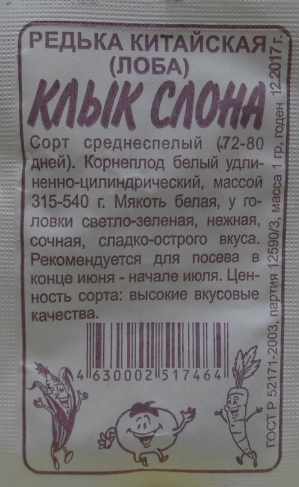 РЕДЬКА КИТАЙСКАЯ
(ЛОБА)
КЛЫК СЛОНА
Сорт среднеспелый (72-80
дней). Корнеплод белый удли-
ненно-цилиндрический, массой
315-540 г. Мякоть белая, у го-
ловки светло-зеленая, нежная,
сочная, сладко-острого вкуса.
Рекомендуется для посева в
конце июня - начале июля. Цен-
ность сорта: высокие вкусовые
качества.
4 630002 517464
ГОСТ Р 52171-2003, партия 12590/3, масса 1 гр, годен. 12.2017 г.